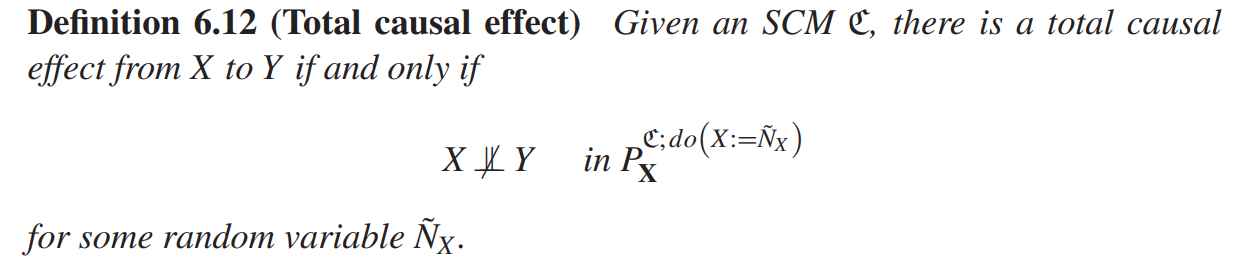 Definition 6.12 (Total causal effect) Given an SCM ℭ, there is a total causal
effect from X to Y if and only if
X ⫫̸ Y in P_𝐗^{ℭ;do(X:=Ñ_X)}
for some random variable Ñ_X.